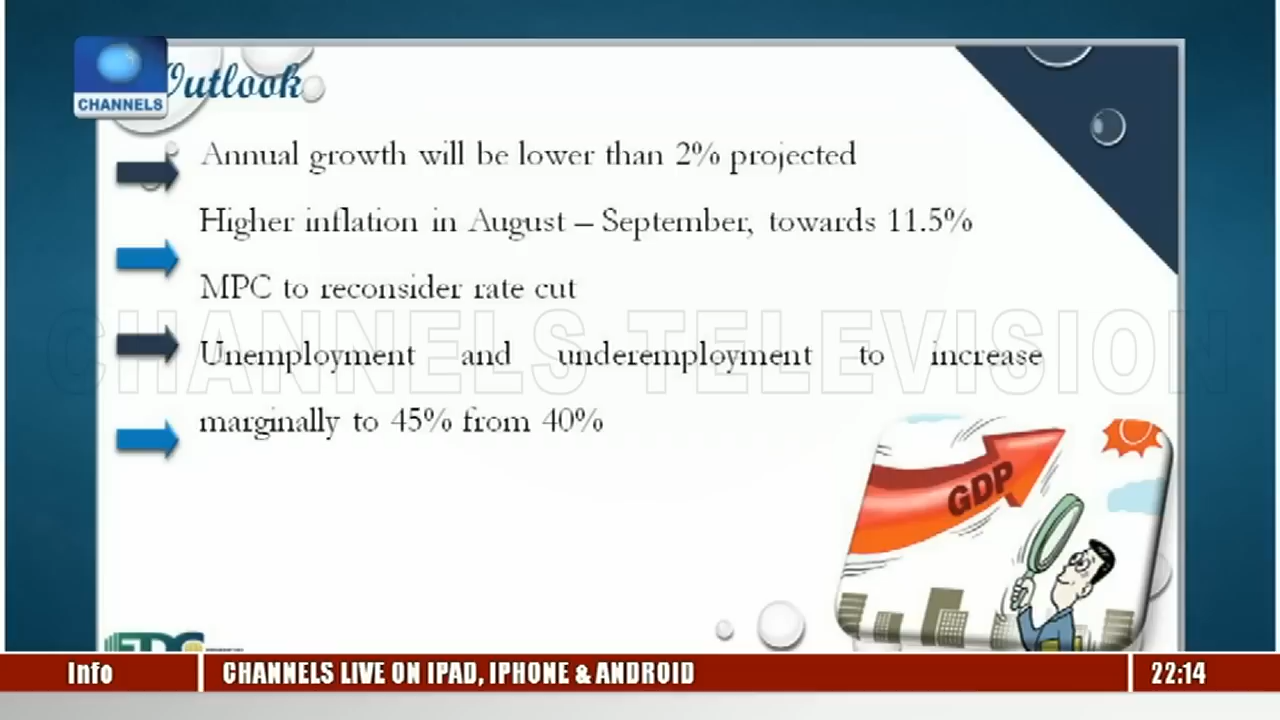 CHANNELS
Outlook
Annual growth will be lower than 2% projected
Higher inflation in August – September, towards 11.5%
MPC to reconsider rate cut
CHANNELS TELEVISION
Unemployment and underemployment to increase
marginally to 45% from 40%
GDP
Info
CHANNELS LIVE ON IPAD, IPHONE & ANDROID
22:14